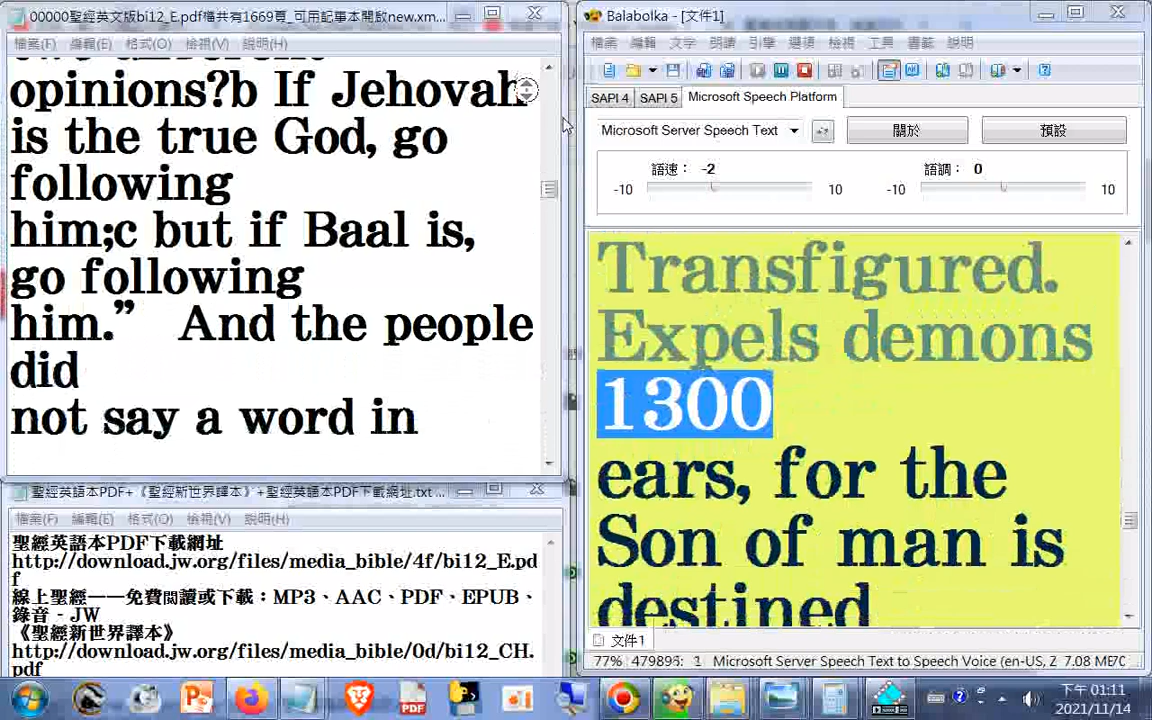 00000聖經英文版bi12_E.pdf檔共有1669頁_可用記事本開啟new.xm...
檔案(F) 編輯(E) 格式(O) 檢視(V) 說明(H)
opinions?b If Jehovah
is the true God, go
following
him;c but if Baal is,
go following
him.” And the people
did
not say a word in
聖經英語本PDF+《聖經新世界譯本》+聖經英語本PDF下載網址.txt ...
檔案(F) 編輯(E) 格式(O) 檢視(V) 說明(H)
聖經英語本PDF下載網址
http://download.jw.org/files/media_bible/4f/bi12_E.pd
f
線上聖經──免費閱讀或下載：MP3、AAC、PDF、EPUB、
錄音 - JW
《聖經新世界譯本》
http://download.jw.org/files/media_bible/0d/bi12_CH.
pdf
Balabolka - [文件1]
檔案 編輯 文字 朗讀 引擎 選項 檢視 工具 書籤 說明
SAPI 4 SAPI 5 Microsoft Speech Platform
Microsoft Server Speech Text 關於 預設
語速： -2 語調： 0
-10 10 -10 10
Transfigured.
Expels demons
1300
ears, for the
Son of man is
destined
文件1
77% 479895: 1 Microsoft Server Speech Text to Speech Voice (en-US, Z
下午 01:11
2021/11/14